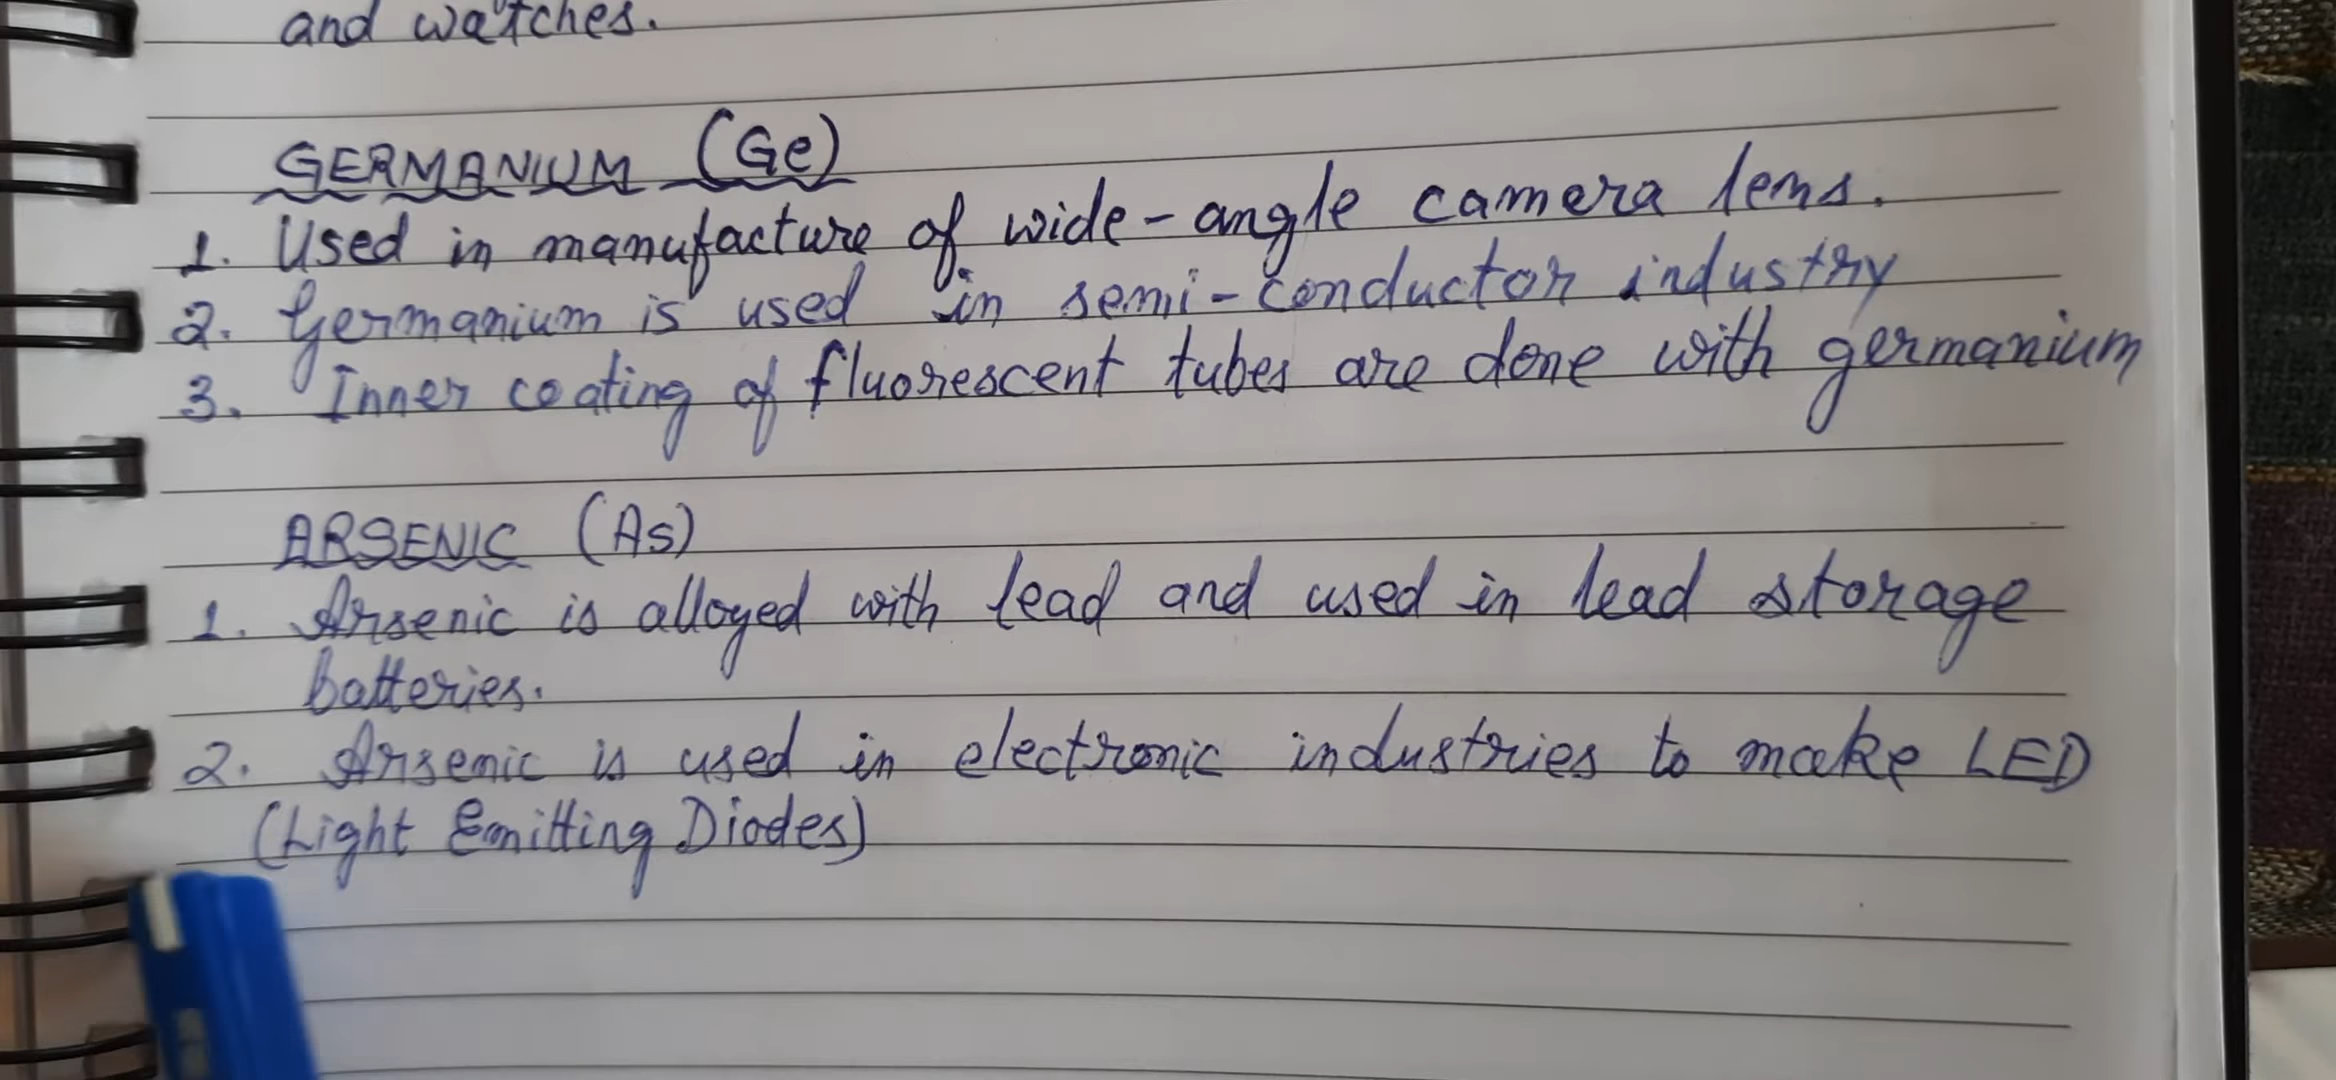 and watches.
GERMANIUM (Ge)
1. Used in manufacture of wide-angle camera lens.
2. Germanium is used in semi-conductor industry
3. Inner coating of fluorescent tubes are done with germanium
ARSENIC (As)
1. Arsenic is alloyed with lead and used in lead storage
batteries.
2. Arsenic is used in electronic industries to make LED
(Light Emitting Diodes)